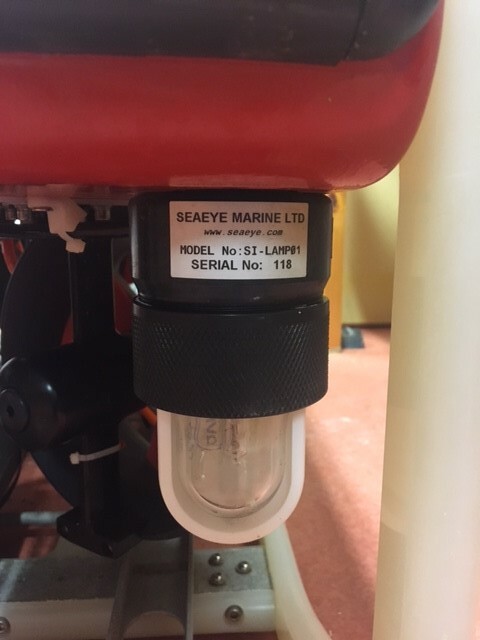 SEAEYE MARINE LTD
www.seaeye.com
MODEL No:SI-LAMP01
SERIAL No: 118